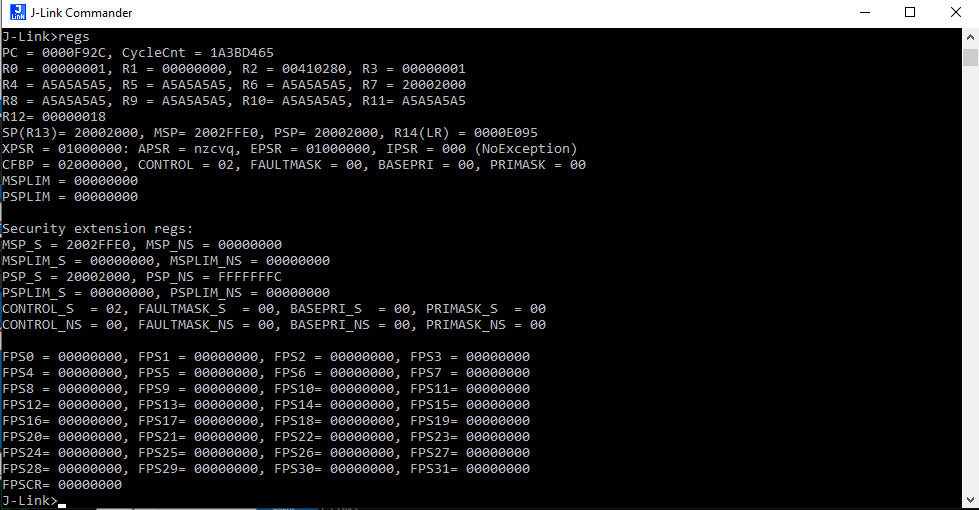 J-Link Commander
J-Link>regs
PC = 0000F92C, CycleCnt = 1A3BD465
R0 = 00000001, R1 = 00000000, R2 = 00410280, R3 = 00000001
R4 = A5A5A5A5, R5 = A5A5A5A5, R6 = A5A5A5A5, R7 = 20002000
R8 = A5A5A5A5, R9 = A5A5A5A5, R10= A5A5A5A5, R11= A5A5A5A5
R12= 00000018
SP(R13)= 20002000, MSP= 2002FFE0, PSP= 20002000, R14(LR) = 0000E095
XPSR = 01000000: APSR = nzcvq, EPSR = 01000000, IPSR = 000 (NoException)
CFBP = 02000000, CONTROL = 02, FAULTMASK = 00, BASEPRI = 00, PRIMASK = 00
MSPLIM = 00000000
PSPLIM = 00000000
Security extension regs:
MSP_S = 2002FFE0, MSP_NS = 00000000
MSPLIM_S = 00000000, MSPLIM_NS = 00000000
PSP_S = 20002000, PSP_NS = FFFFFFFC
PSPLIM_S = 00000000, PSPLIM_NS = 00000000
CONTROL_S  = 02, FAULTMASK_S  = 00, BASEPRI_S  = 00, PRIMASK_S  = 00
CONTROL_NS = 00, FAULTMASK_NS = 00, BASEPRI_NS = 00, PRIMASK_NS = 00
FPS0 = 00000000, FPS1 = 00000000, FPS2 = 00000000, FPS3 = 00000000
FPS4 = 00000000, FPS5 = 00000000, FPS6 = 00000000, FPS7 = 00000000
FPS8 = 00000000, FPS9 = 00000000, FPS10= 00000000, FPS11= 00000000
FPS12= 00000000, FPS13= 00000000, FPS14= 00000000, FPS15= 00000000
FPS16= 00000000, FPS17= 00000000, FPS18= 00000000, FPS19= 00000000
FPS20= 00000000, FPS21= 00000000, FPS22= 00000000, FPS23= 00000000
FPS24= 00000000, FPS25= 00000000, FPS26= 00000000, FPS27= 00000000
FPS28= 00000000, FPS29= 00000000, FPS30= 00000000, FPS31= 00000000
FPSCR= 00000000
J-Link>